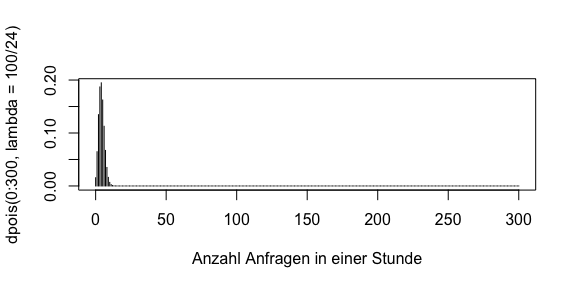 dpois(0:300, lambda = 100/24)
0.20
0.10
0.00
0 50 100 150 200 250 300
Anzahl Anfragen in einer Stunde